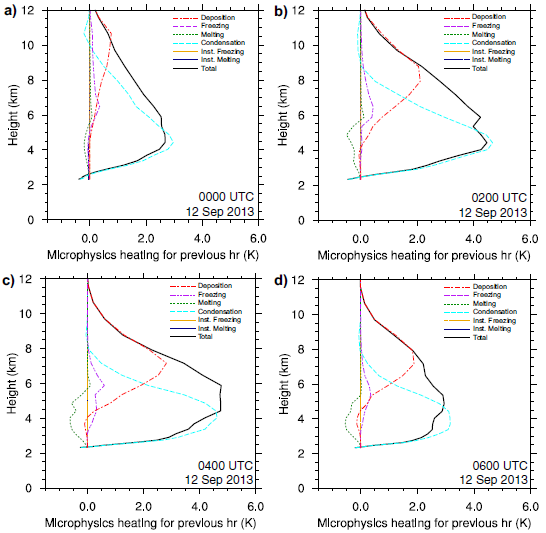 a)
12
10
8
6
4
2
0
Height (km)
Deposition
Freezing
Melting
Condensation
Inst. Freezing
Inst. Melting
Total
0000 UTC
12 Sep 2013
0.0 2.0 4.0 6.0
Microphysics heating for previous hr (K)
b)
12
10
8
6
4
2
0
Height (km)
Deposition
Freezing
Melting
Condensation
Inst. Freezing
Inst. Melting
Total
0200 UTC
12 Sep 2013
0.0 2.0 4.0 6.0
Microphysics heating for previous hr (K)
c)
12
10
8
6
4
2
0
Height (km)
Deposition
Freezing
Melting
Condensation
Inst. Freezing
Inst. Melting
Total
0400 UTC
12 Sep 2013
0.0 2.0 4.0 6.0
Microphysics heating for previous hr (K)
d)
12
10
8
6
4
2
0
Height (km)
Deposition
Freezing
Melting
Condensation
Inst. Freezing
Inst. Melting
Total
0600 UTC
12 Sep 2013
0.0 2.0 4.0 6.0
Microphysics heating for previous hr (K)